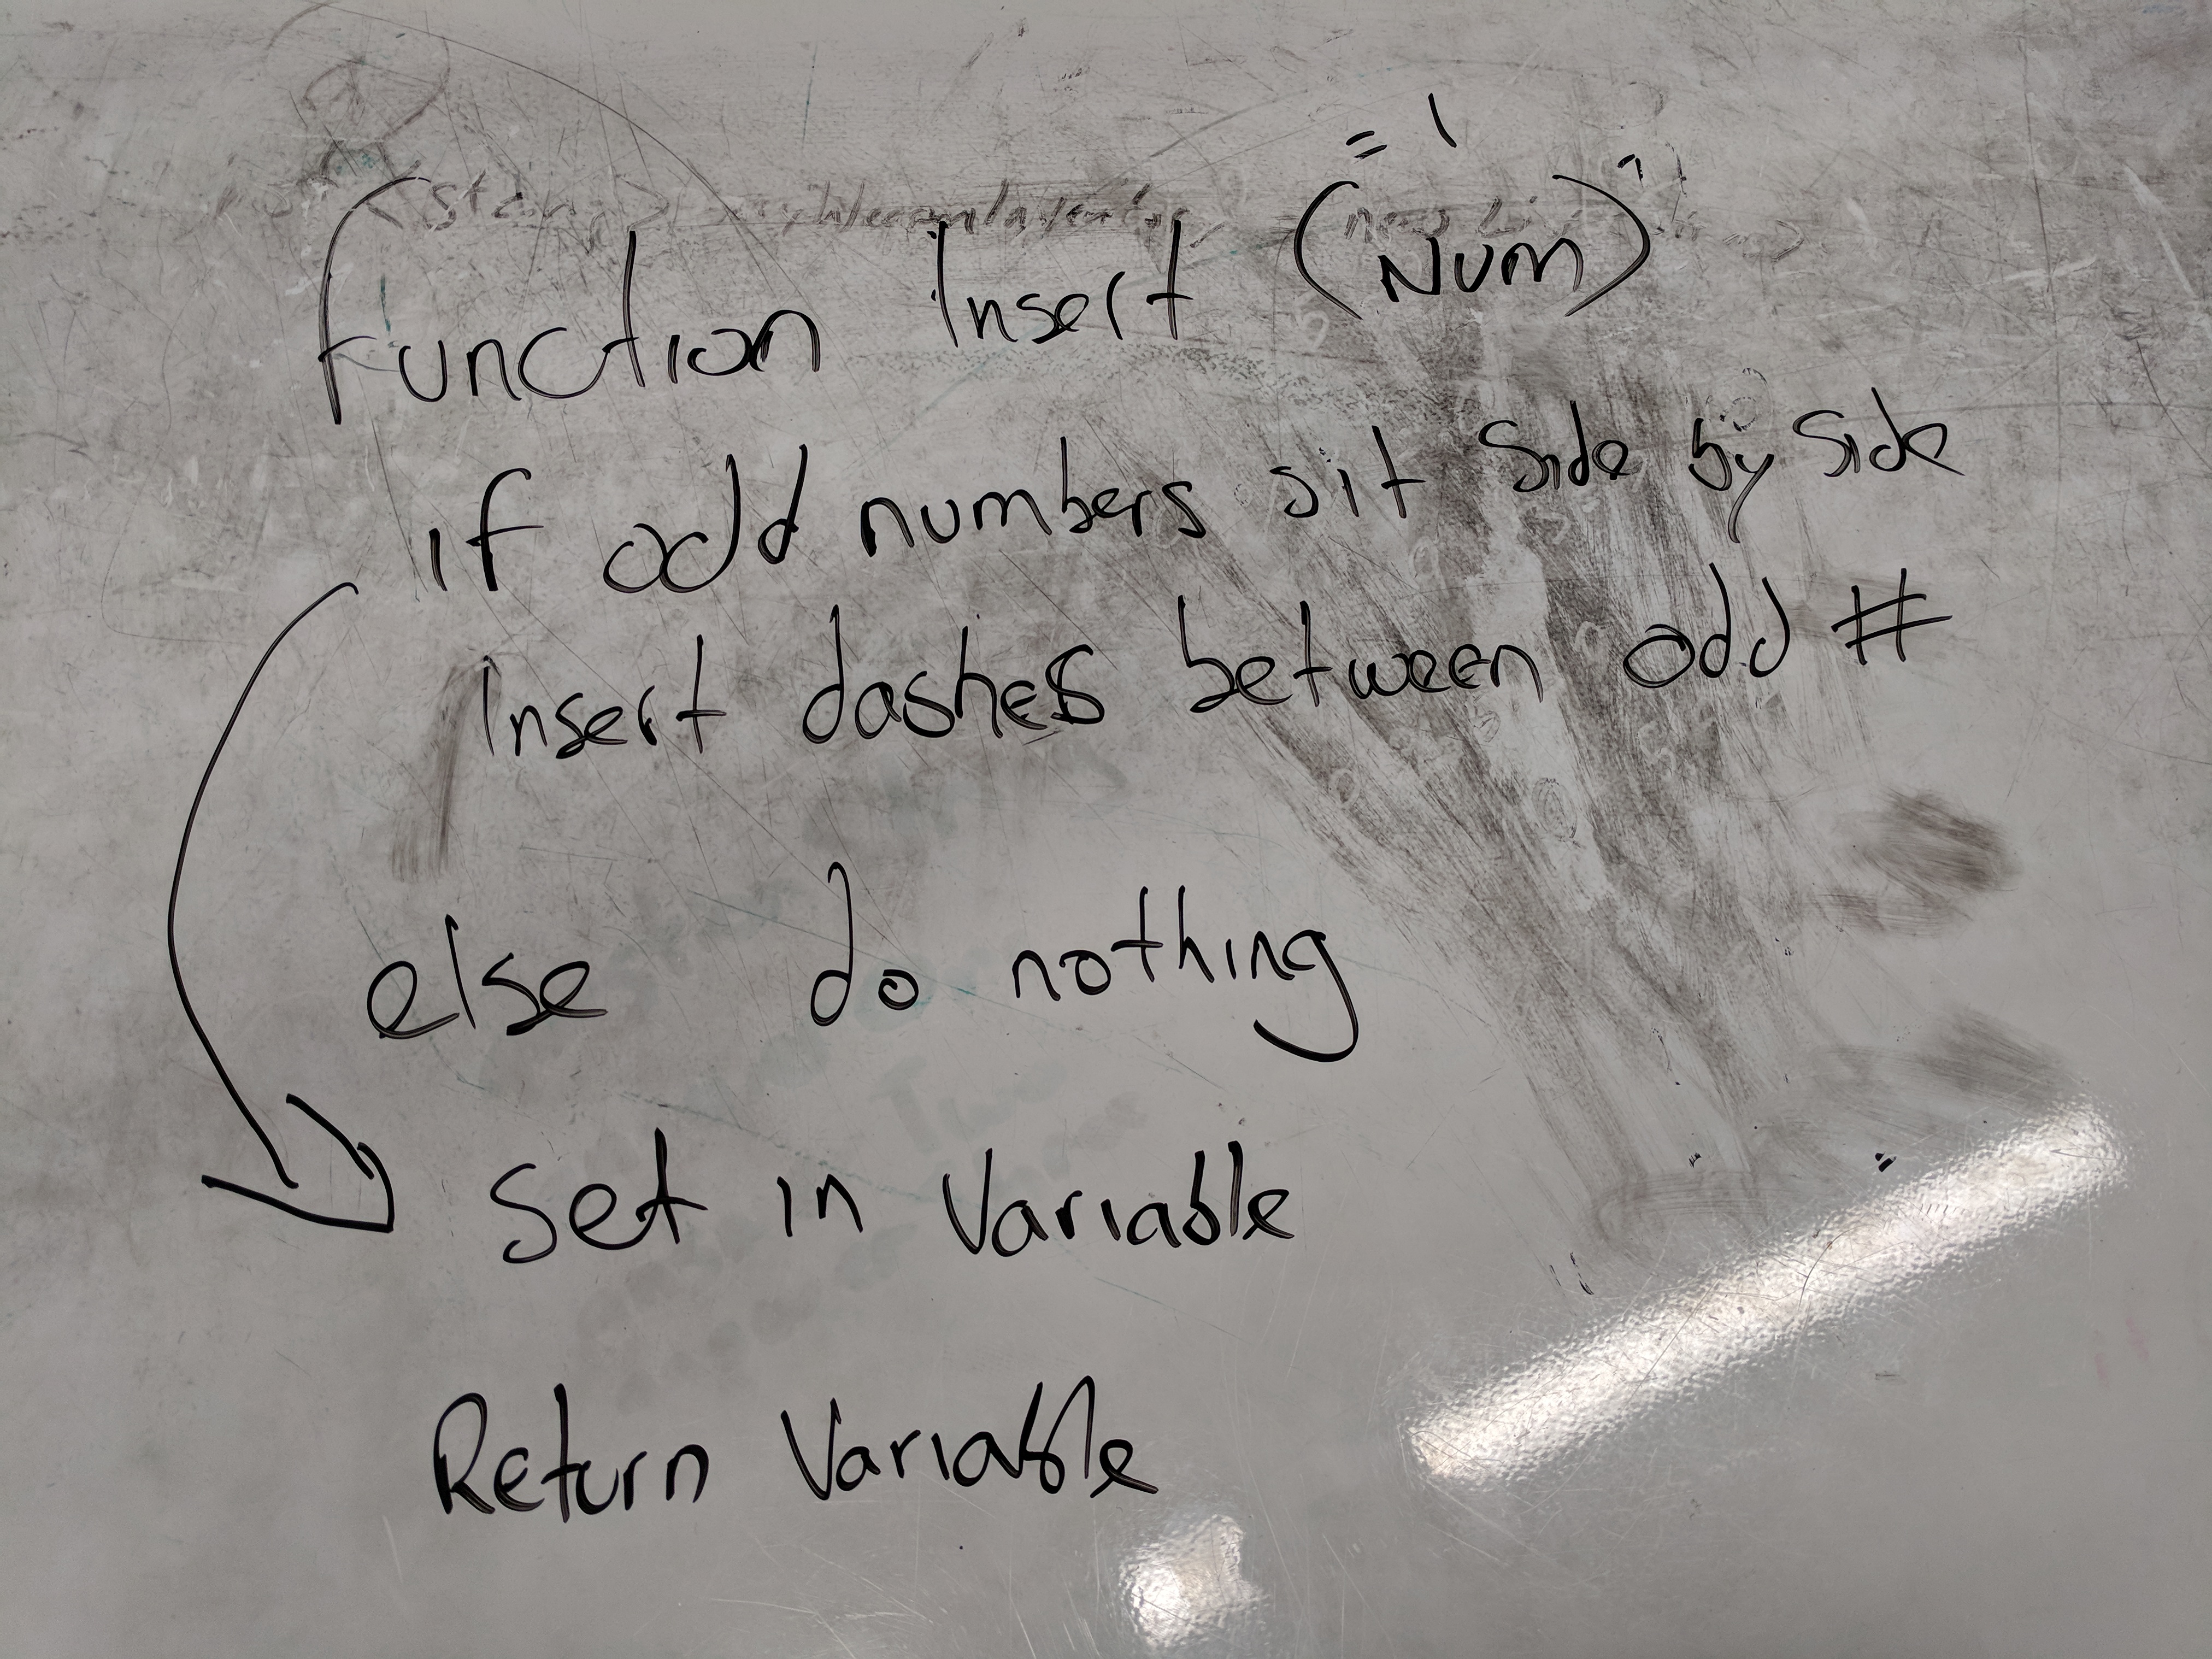 function Insert (Num)
if odd numbers sit side by side
Insert dashes between odd #
else do nothing
set in Variable
Return Variable